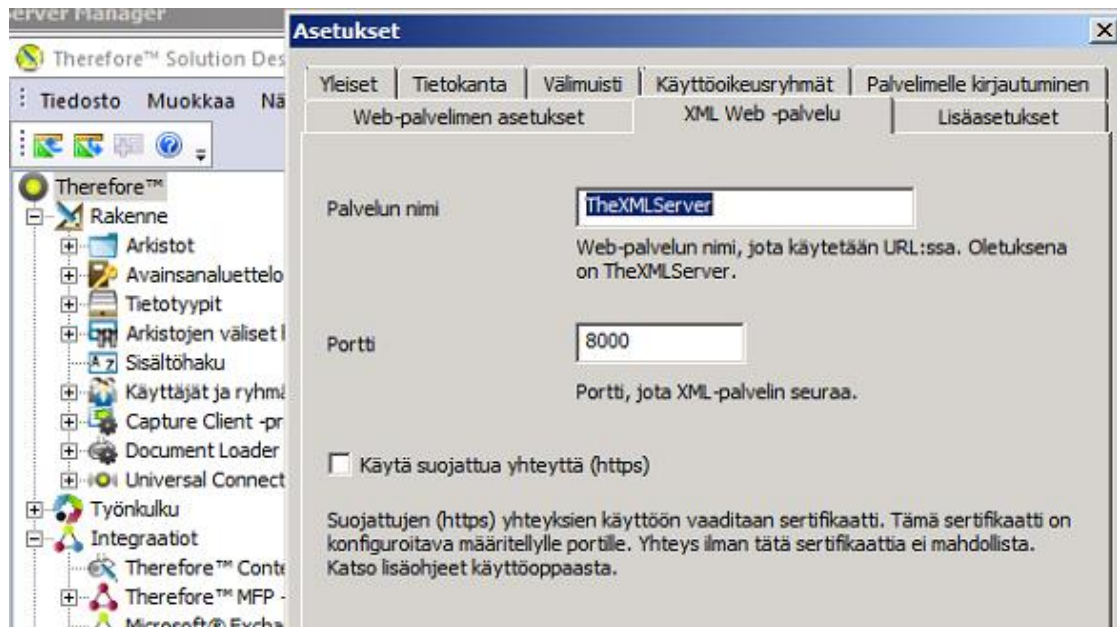 erver Manager
Therefore™ Solution Des
Tiedosto Muokkaa Nä
Therefore™
Rakenne
Arkistot
Avainsanaluettelo
Tietotyypit
Arkistojen väliset l
Sisältöhaku
Käyttäjät ja ryhmä
Capture Client -pr
Document Loader
Universal Connect
Työnkulku
Integraatiot
Therefore™ Conte
Therefore™ MFP -
Microsoft® Excha
Asetukset
Yleiset Tietokanta Välimuisti Käyttöoikeusryhmät Palvelimelle kirjautuminen
Web-palvelimen asetukset XML Web -palvelu Lisäasetukset
Palvelun nimi TheXMLServer
Web-palvelun nimi, jota käytetään URL:ssa. Oletuksena
on TheXMLServer.
Portti 8000
Portti, jota XML-palvelin seuraa.
Käytä suojattua yhteyttä (https)
Suojattujen (https) yhteyksien käyttöön vaaditaan sertifikaatti. Tämä sertifikaatti on
konfiguroitava määritellylle portille. Yhteys ilman tätä sertifikaattia ei mahdollista.
Katso lisäohjeet käyttöoppaasta.